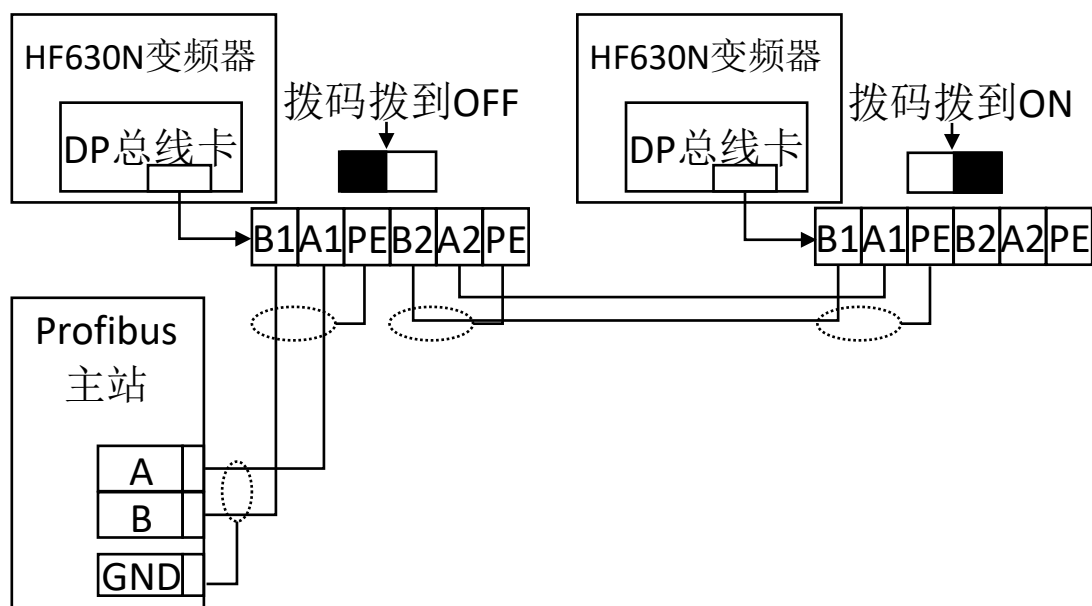 HF630N变频器
DP总线卡
拨码拨到OFF
B1 A1 PE B2 A2 PE
HF630N变频器
DP总线卡
拨码拨到ON
B1 A1 PE B2 A2 PE
Profibus
主站
A
B
GND